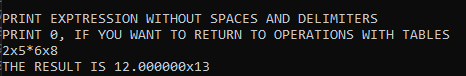 PRINT EXPRESSION WITHOUT SPACES AND DELIMITERS
PRINT 0, IF YOU WANT TO RETURN TO OPERATIONS WITH TABLES
2x5*6x8
THE RESULT IS 12.000000x13